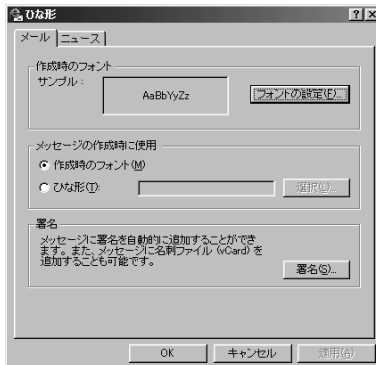 ひな形
メール ニュース
作成時のフォント
サンプル：
AaBbYyZz
フォントの設定(F)...
メッセージの作成時に使用
作成時のフォント(M)
ひな形(T):
選択(L)...
署名
メッセージに署名を自動的に追加することができ
ます。また、メッセージに名刺ファイル (vCard) を
追加することも可能です。
署名(S)...
OK キャンセル 適用(A)